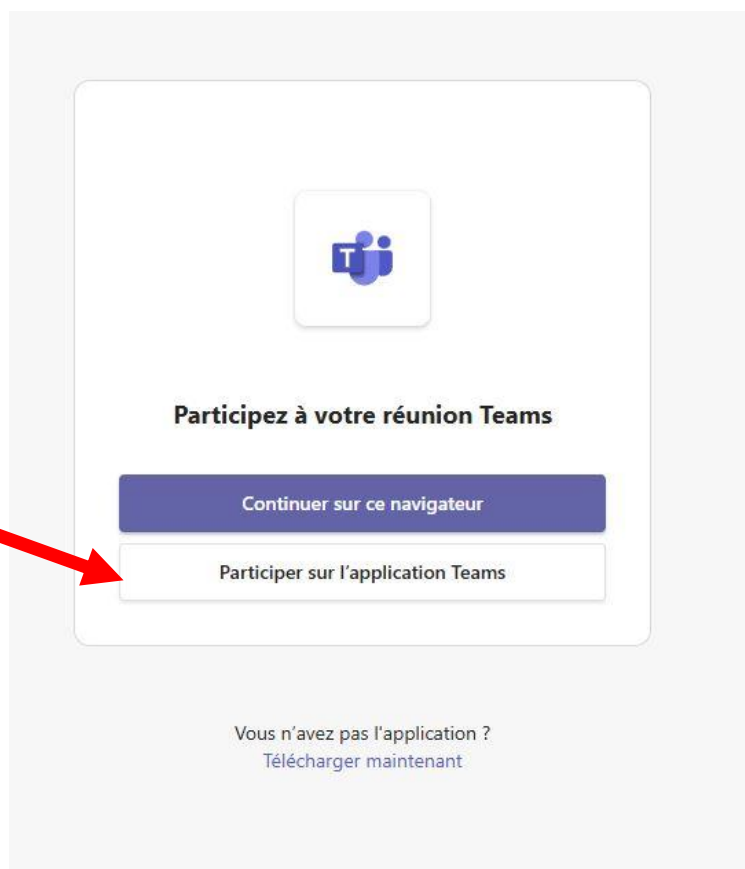 T
Participez à votre réunion Teams
Continuer sur ce navigateur
Participer sur l'application Teams
Vous n'avez pas l'application ?
Télécharger maintenant